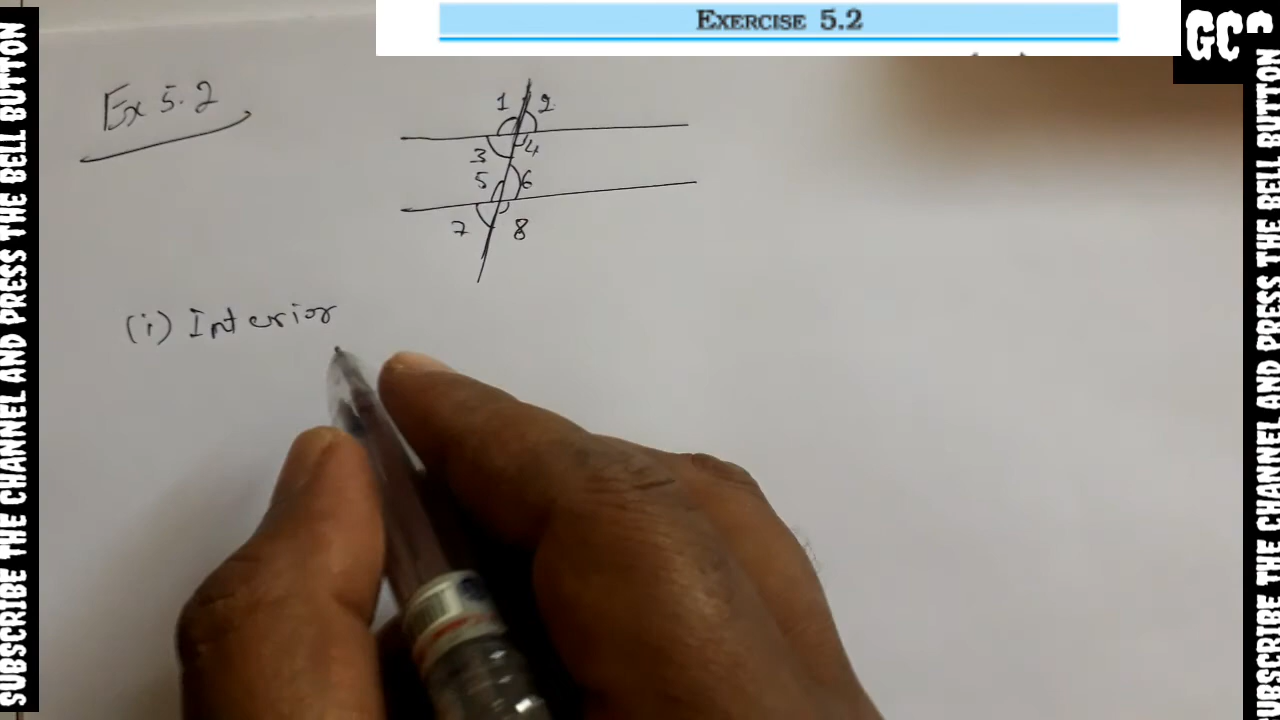 EXERCISE 5.2
SUBSCRIBE THE CHANNEL AND PRESS THE BELL BUTTON
Ex 5.2
1 2
3 4
5 6
7 8
(i) Interior
SUBSCRIBE THE CHANNEL AND PRESS THE BELL BUTTON